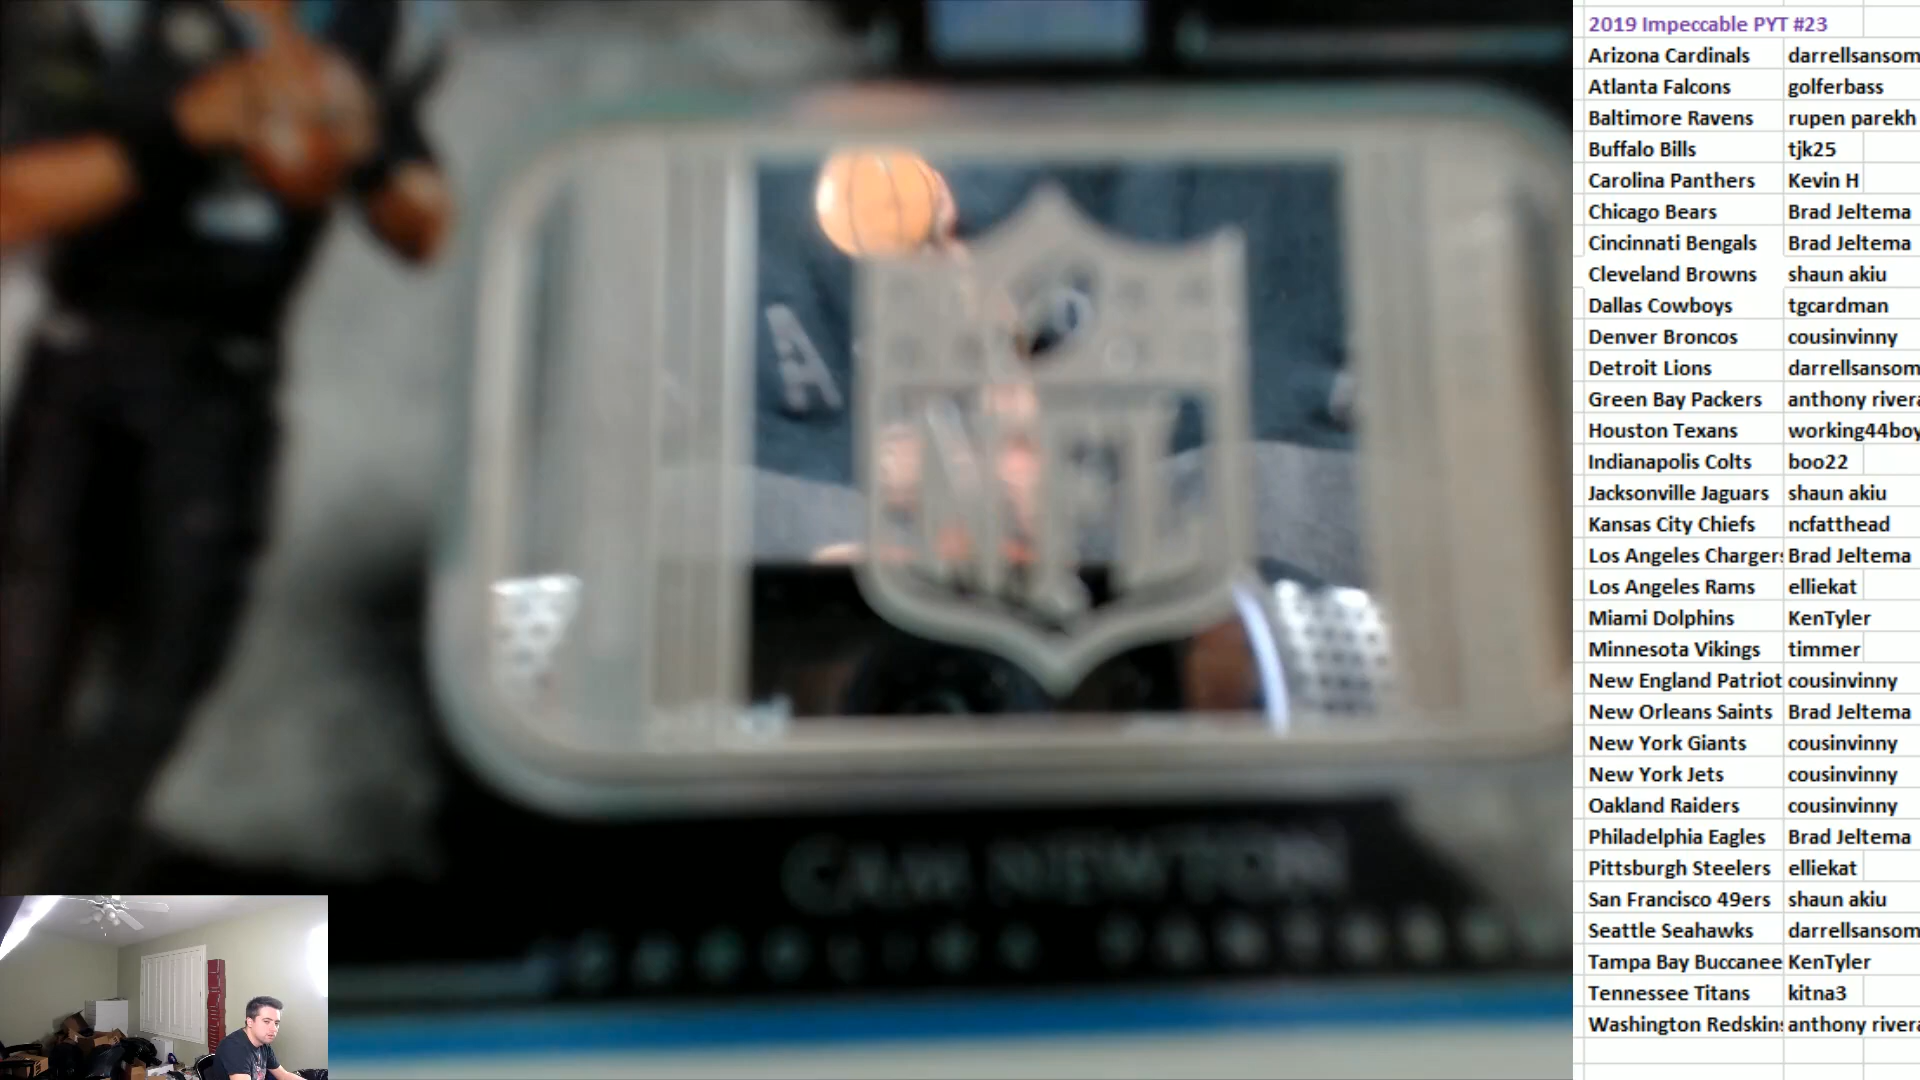 2019 Impeccable PYT #23
Arizona Cardinals darrellsansom
Atlanta Falcons golferbass
Baltimore Ravens rupen parekh
Buffalo Bills tjk25
Carolina Panthers Kevin H
Chicago Bears Brad Jeltema
Cincinnati Bengals Brad Jeltema
Cleveland Browns shaun akiu
Dallas Cowboys tgcardman
Denver Broncos cousinvinny
Detroit Lions darrellsansom
Green Bay Packers anthony rivera
Houston Texans working44boy
Indianapolis Colts boo22
Jacksonville Jaguars shaun akiu
Kansas City Chiefs ncfatthead
Los Angeles Chargers Brad Jeltema
Los Angeles Rams elliekat
Miami Dolphins KenTyler
Minnesota Vikings timmer
New England Patriot cousinvinny
New Orleans Saints Brad Jeltema
New York Giants cousinvinny
New York Jets cousinvinny
Oakland Raiders cousinvinny
Philadelphia Eagles Brad Jeltema
Pittsburgh Steelers elliekat
San Francisco 49ers shaun akiu
Seattle Seahawks darrellsansom
Tampa Bay Buccanee KenTyler
Tennessee Titans kitna3
Washington Redskins anthony rivera
NFL
CAM NEWTON
CAROLINA PANTHERS